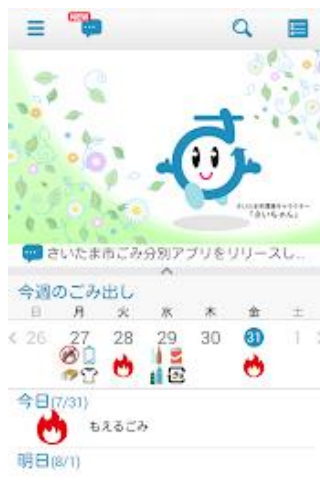 NEW
さいたま市環境キャラクター
「さいちゃん」
さいたま市ごみ分別アプリをリリースし...
今週のごみ出し
日 月 火 水 木 金 土
26 27 28 29 30 31 1
今日(7/31)
もえるごみ
明日(8/1)